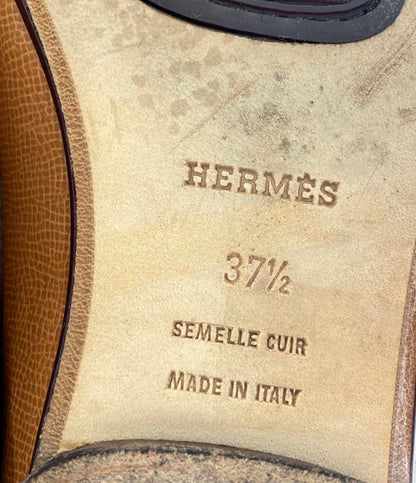 HERMÈS
37½
SEMELLE CUIR
MADE IN ITALY